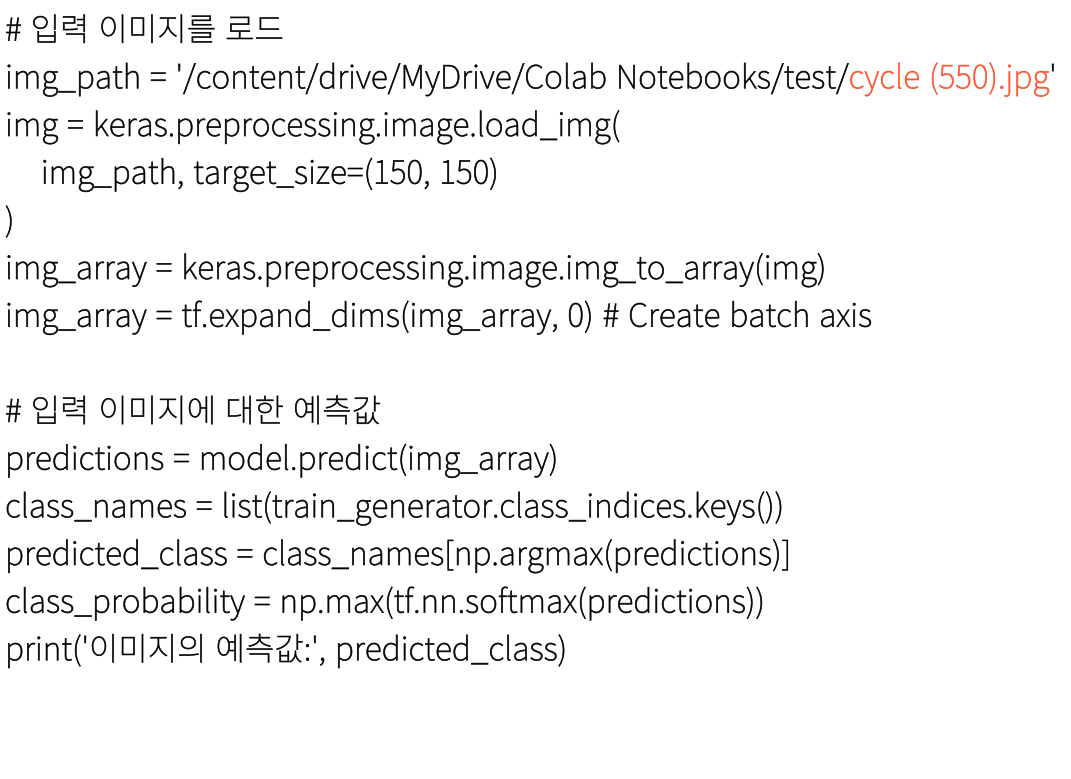 # 입력 이미지를 로드
img_path = '/content/drive/MyDrive/Colab Notebooks/test/cycle (550).jpg'
img = keras.preprocessing.image.load_img(
    img_path, target_size=(150, 150)
)
img_array = keras.preprocessing.image.img_to_array(img)
img_array = tf.expand_dims(img_array, 0) # Create batch axis

# 입력 이미지에 대한 예측값
predictions = model.predict(img_array)
class_names = list(train_generator.class_indices.keys())
predicted_class = class_names[np.argmax(predictions)]
class_probability = np.max(tf.nn.softmax(predictions))
print('이미지의 예측값:', predicted_class)